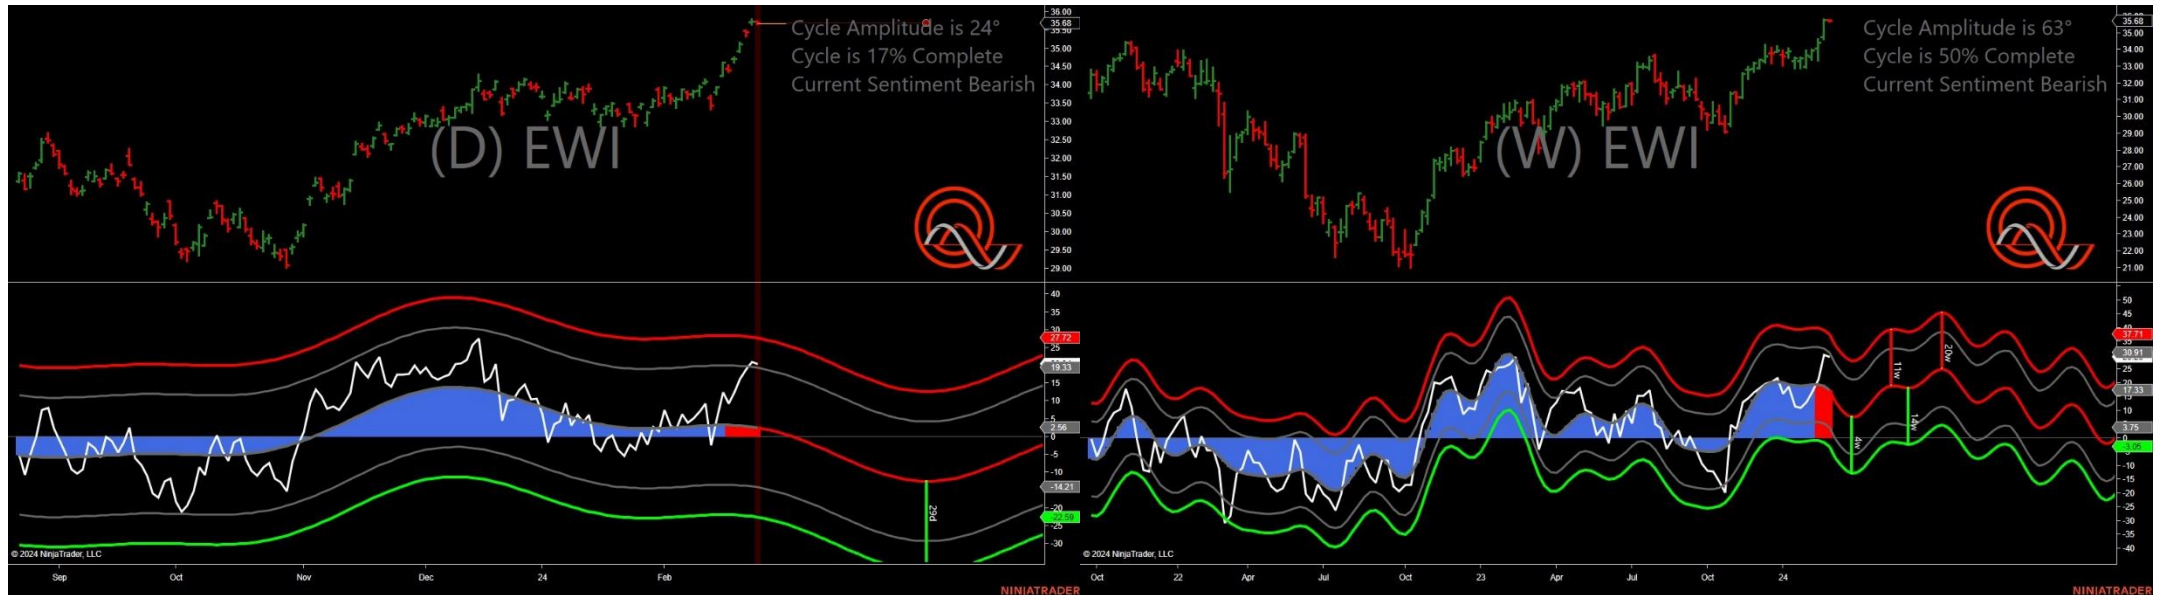 Cycle Amplitude is 24°
Cycle is 17% Complete
Current Sentiment Bearish
(D) EWI
36.00
35.68
35.50
35.00
34.50
34.00
33.50
33.00
32.50
32.00
31.50
31.00
30.50
30.00
29.50
29.00
40
35
30
27.72
25
19.33
15
10
5
2.56
0
-5
-10
-14.21
-20
-22.59
-25
-30
29d
© 2024 NinjaTrader, LLC
Sep
Oct
Nov
Dec
24
Feb
NINJATRADER
Cycle Amplitude is 63°
Cycle is 50% Complete
Current Sentiment Bearish
(W) EWI
36.00
35.68
35.00
34.00
33.00
32.00
31.00
30.00
29.00
28.00
27.00
26.00
25.00
24.00
23.00
22.00
21.00
50
45
40
37.71
35
30.91
25
20
17.33
10
3.75
0
-3.05
-10
-15
-20
-25
-30
-35
-40
11w
20w
4w
14w
© 2024 NinjaTrader, LLC
Oct
22
Apr
Jul
Oct
23
Apr
Jul
Oct
24
NINJATRADER